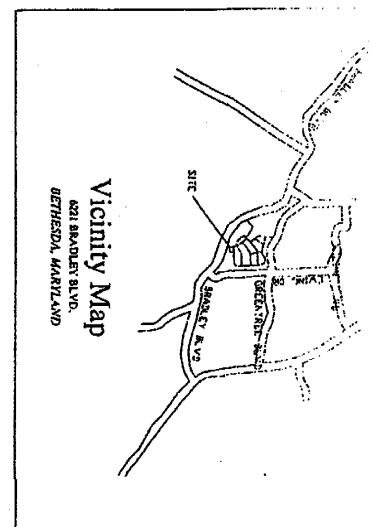 SITE
BRADLEY BLVD
Vicinity Map
6221 BRADLEY BLVD.
BETHESDA, MARYLAND